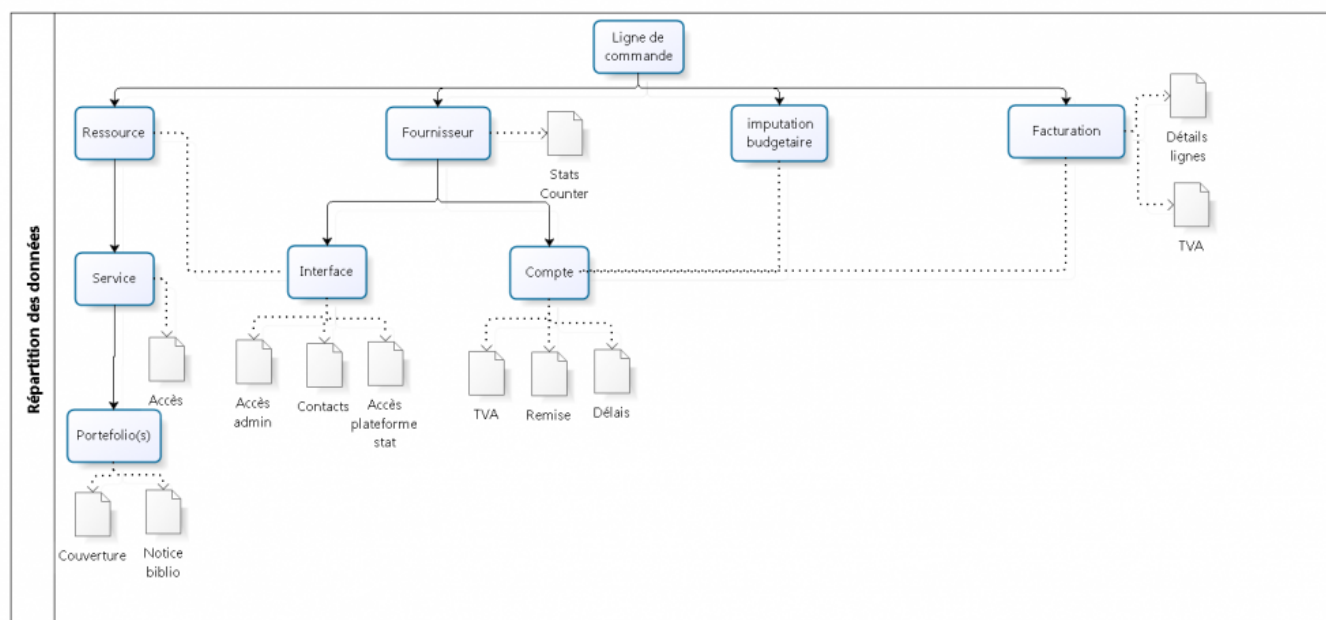 Répartition des données
Ligne de
commande
Ressource
Fournisseur
imputation
budgetaire
Facturation
Détails
lignes
Stats
Counter
TVA
Service
Interface
Compte
Accès
Accès
admin
Contacts
Accès
plateforme
stat
TVA
Remise
Délais
Portefolio(s)
Couverture
Notice
biblio